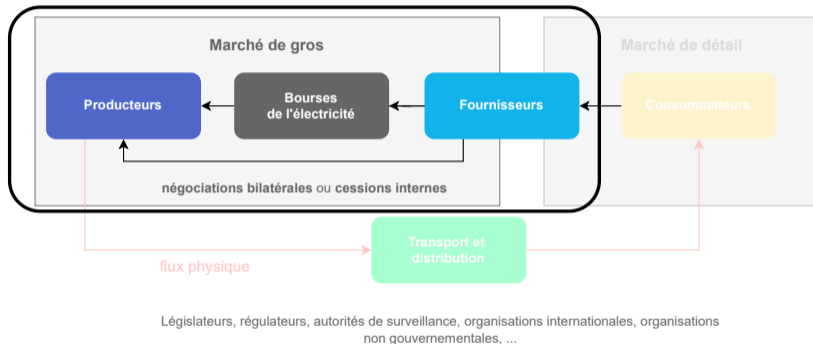 Marché de gros
Marché de détail
Producteurs
Bourses
de l'électricité
Fournisseurs
Consommateurs
négociations bilatérales ou cessions internes
Transport et
distribution
flux physique
Législateurs, régulateurs, autorités de surveillance, organisations internationales, organisations
non gouvernementales, ...